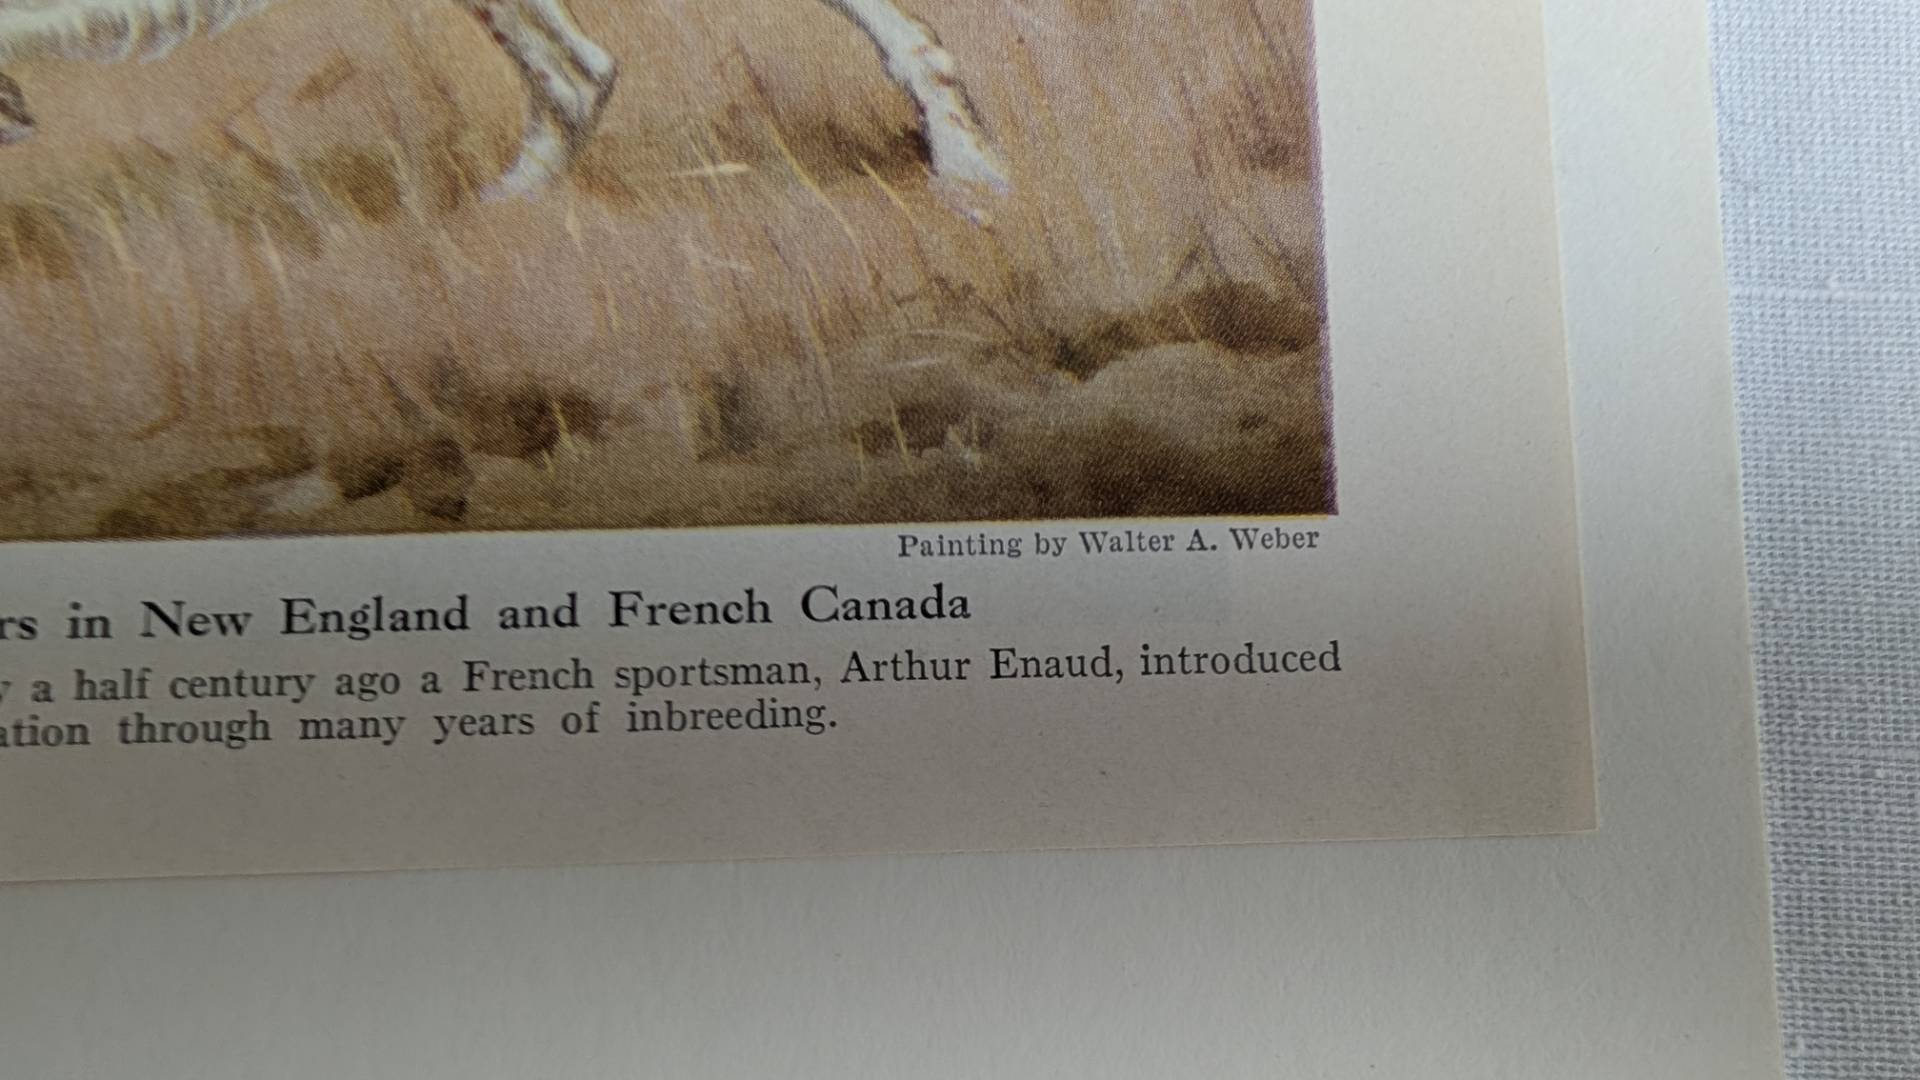 Painting by Walter A. Weber
in New England and French Canada
a half century ago a French sportsman, Arthur Enaud, introduced
through many years of inbreeding.